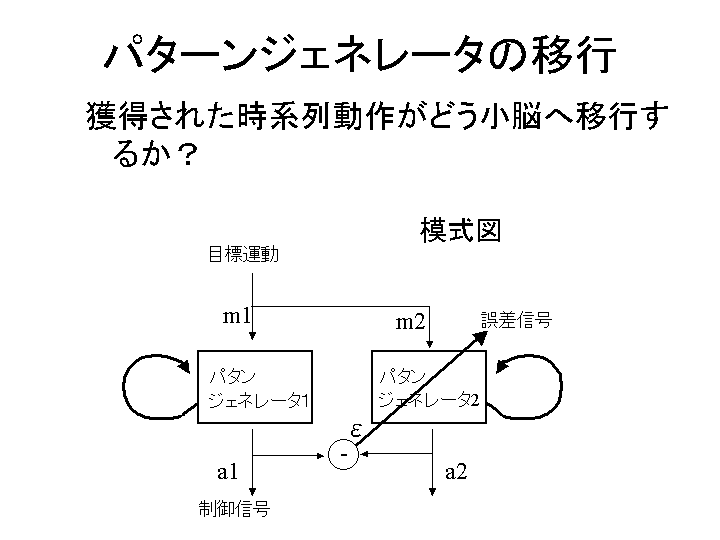 パターンジェネレータの移行
獲得された時系列動作がどう小脳へ移行す
るか？
模式図
目標運動
m1
m2
誤差信号
パタン
ジェネレータ1
パタン
ジェネレータ2
ε
-
a1
a2
制御信号